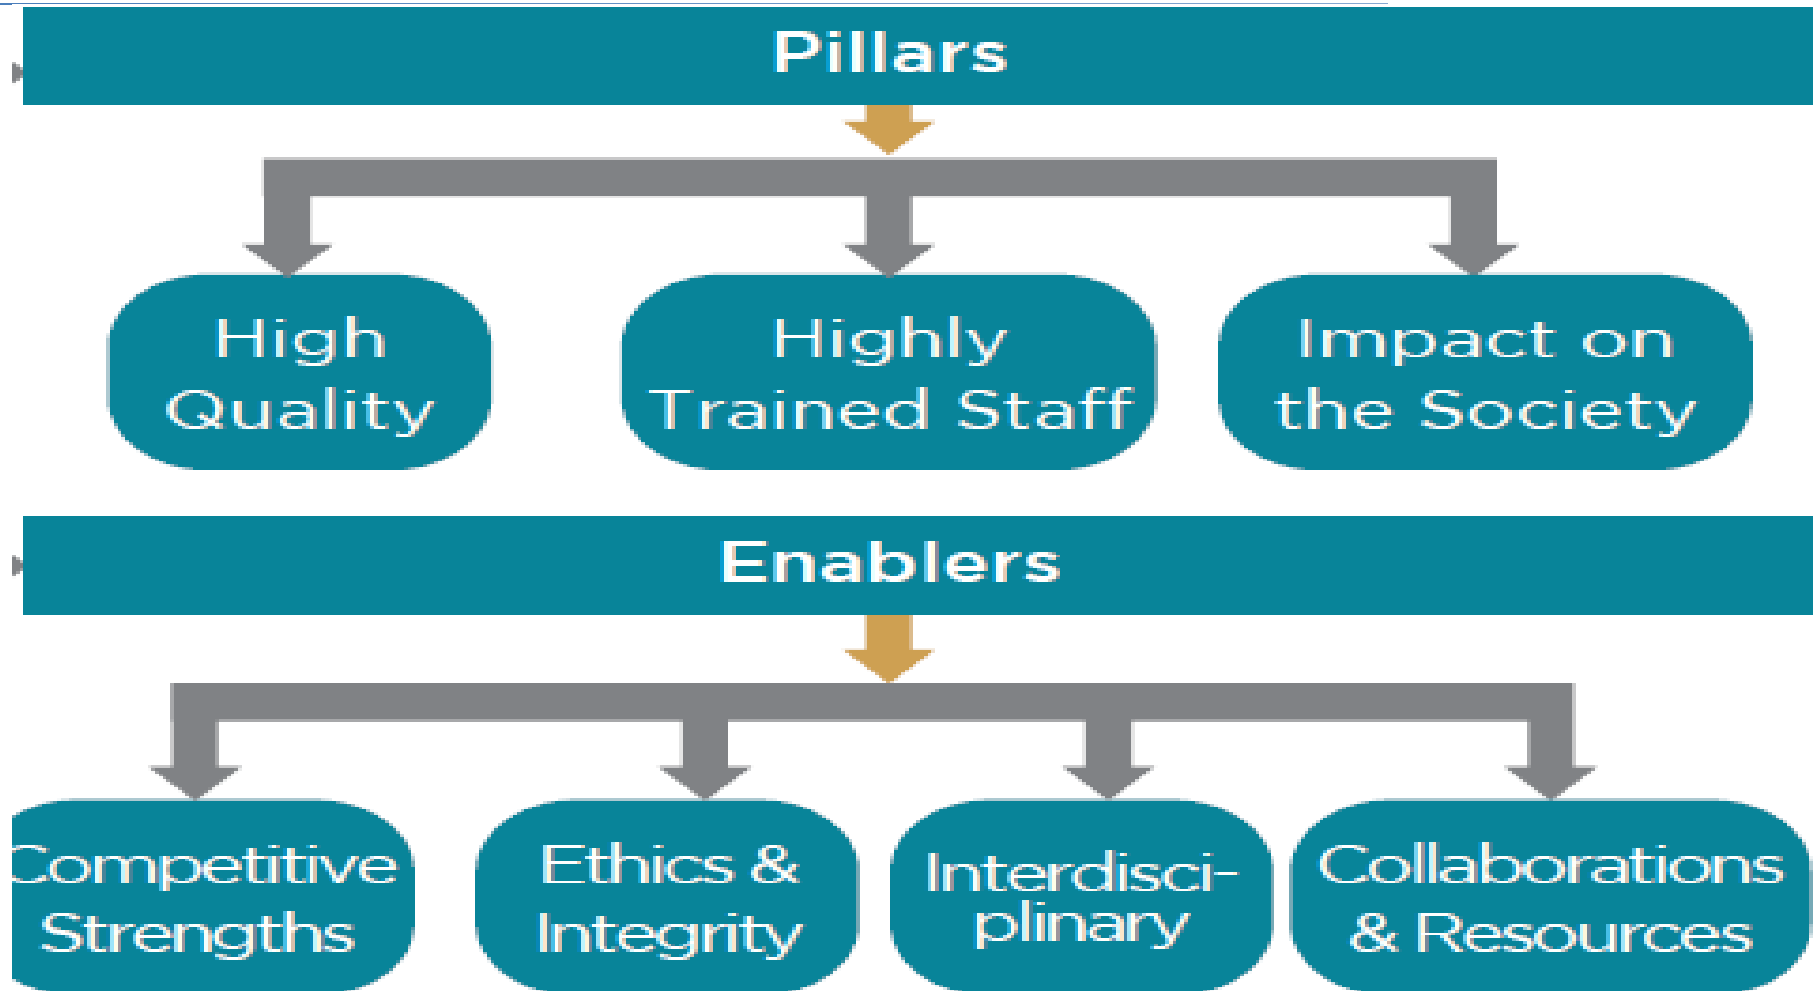 Pillars
High
Quality
Highly
Trained Staff
Impact on
the Society
Enablers
Competitive
Strengths
Ethics &
Integrity
Interdisci-
plinary
Collaborations
& Resources